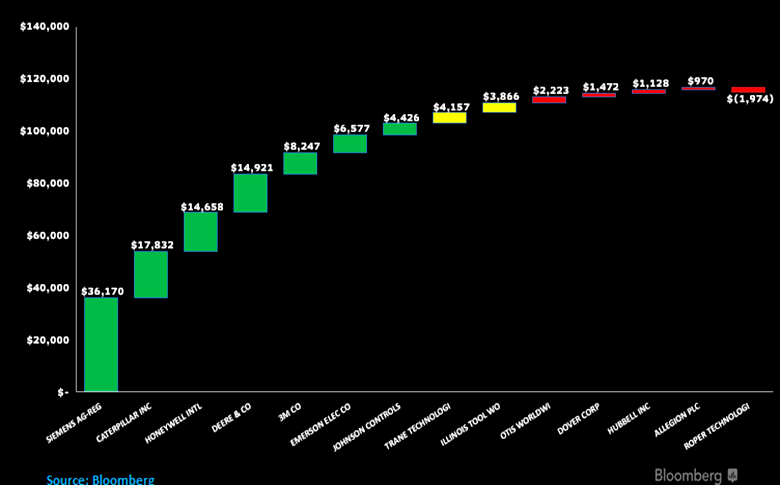 $140,000
$120,000
$100,000
$80,000
$60,000
$40,000
$20,000
$-
$36,170
$17,832
$14,658
$14,921
$8,247
$6,577
$4,426
$4,157
$3,866
$2,223
$1,472
$1,128
$970
$(1,974)
SIEMENS AG-REG
CATERPILLAR INC
HONEYWELL INTL
DEERE & CO
3M CO
EMERSON ELEC CO
JOHNSON CONTROLS
TRANE TECHNOLOGI
ILLINOIS TOOL WO
OTIS WORLDWI
DOVER CORP
HUBBELL INC
ALLEGION PLC
ROPER TECHNOLOGI
Source: Bloomberg
Bloomberg